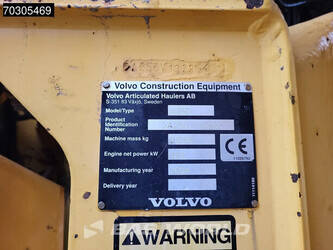 70305469
Volvo Construction Equipment
Volvo Articulated Haulers AB
S-351 83 Växjö, Sweden
Model/Type
Product
Identification
Number
Machine mass kg
Engine net power kW
Manufacturing year
Delivery year
CE
VOLVO
WARNING